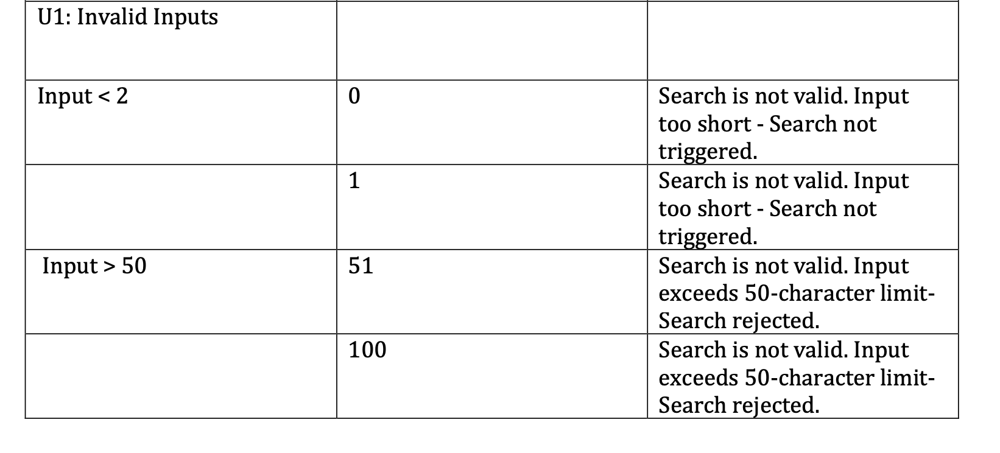 U1: Invalid Inputs
Input < 2
0
Search is not valid. Input
too short - Search not
triggered.
1
Search is not valid. Input
too short - Search not
triggered.
Input > 50
51
Search is not valid. Input
exceeds 50-character limit-
Search rejected.
100
Search is not valid. Input
exceeds 50-character limit-
Search rejected.